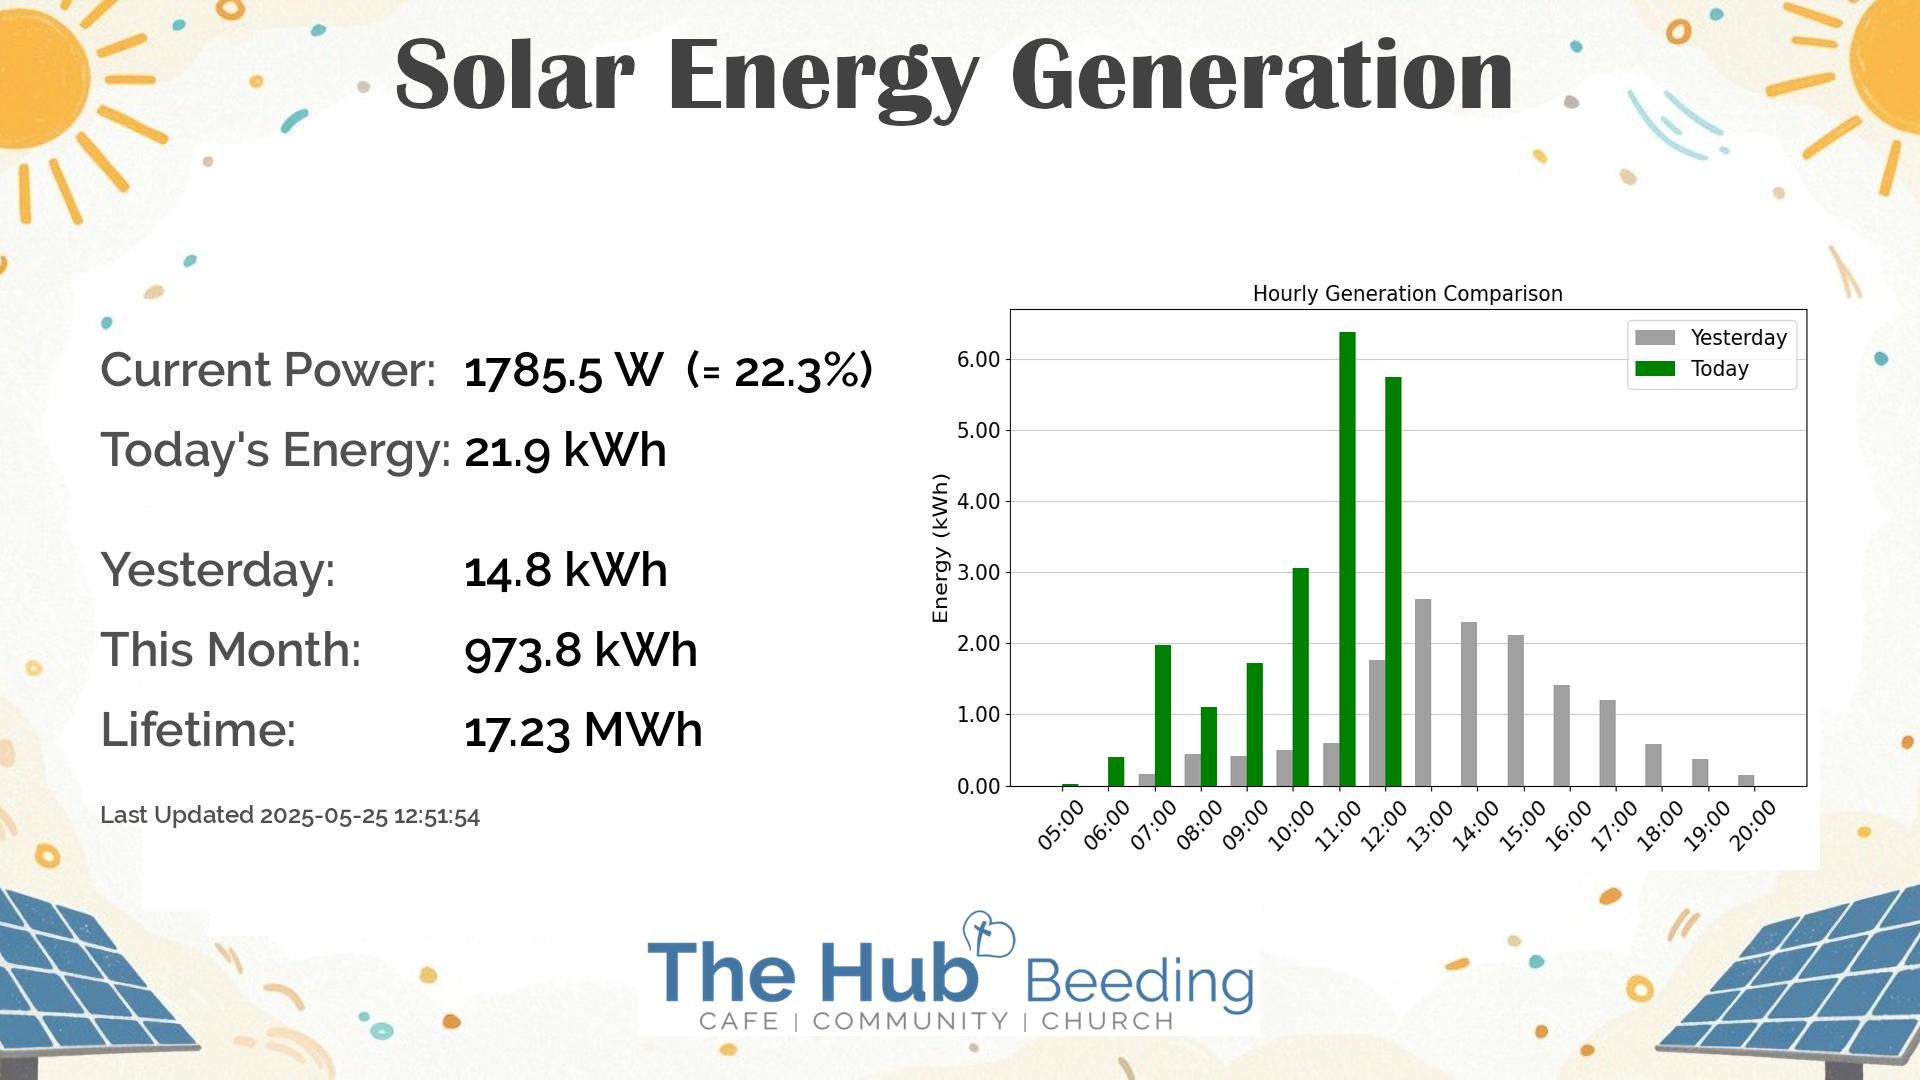 Solar Energy Generation
Current Power: 1785.5 W (= 22.3%)
Today's Energy: 21.9 kWh
Yesterday: 14.8 kWh
This Month: 973.8 kWh
Lifetime: 17.23 MWh
Last Updated 2025-05-25 12:51:54
Hourly Generation Comparison
Yesterday
Today
Energy (kWh)
6.00
5.00
4.00
3.00
2.00
1.00
0.00
05:00 06:00 07:00 08:00 09:00 10:00 11:00 12:00 13:00 14:00 15:00 16:00 17:00 18:00 19:00 20:00
The Hub Beeding
CAFE | COMMUNITY | CHURCH